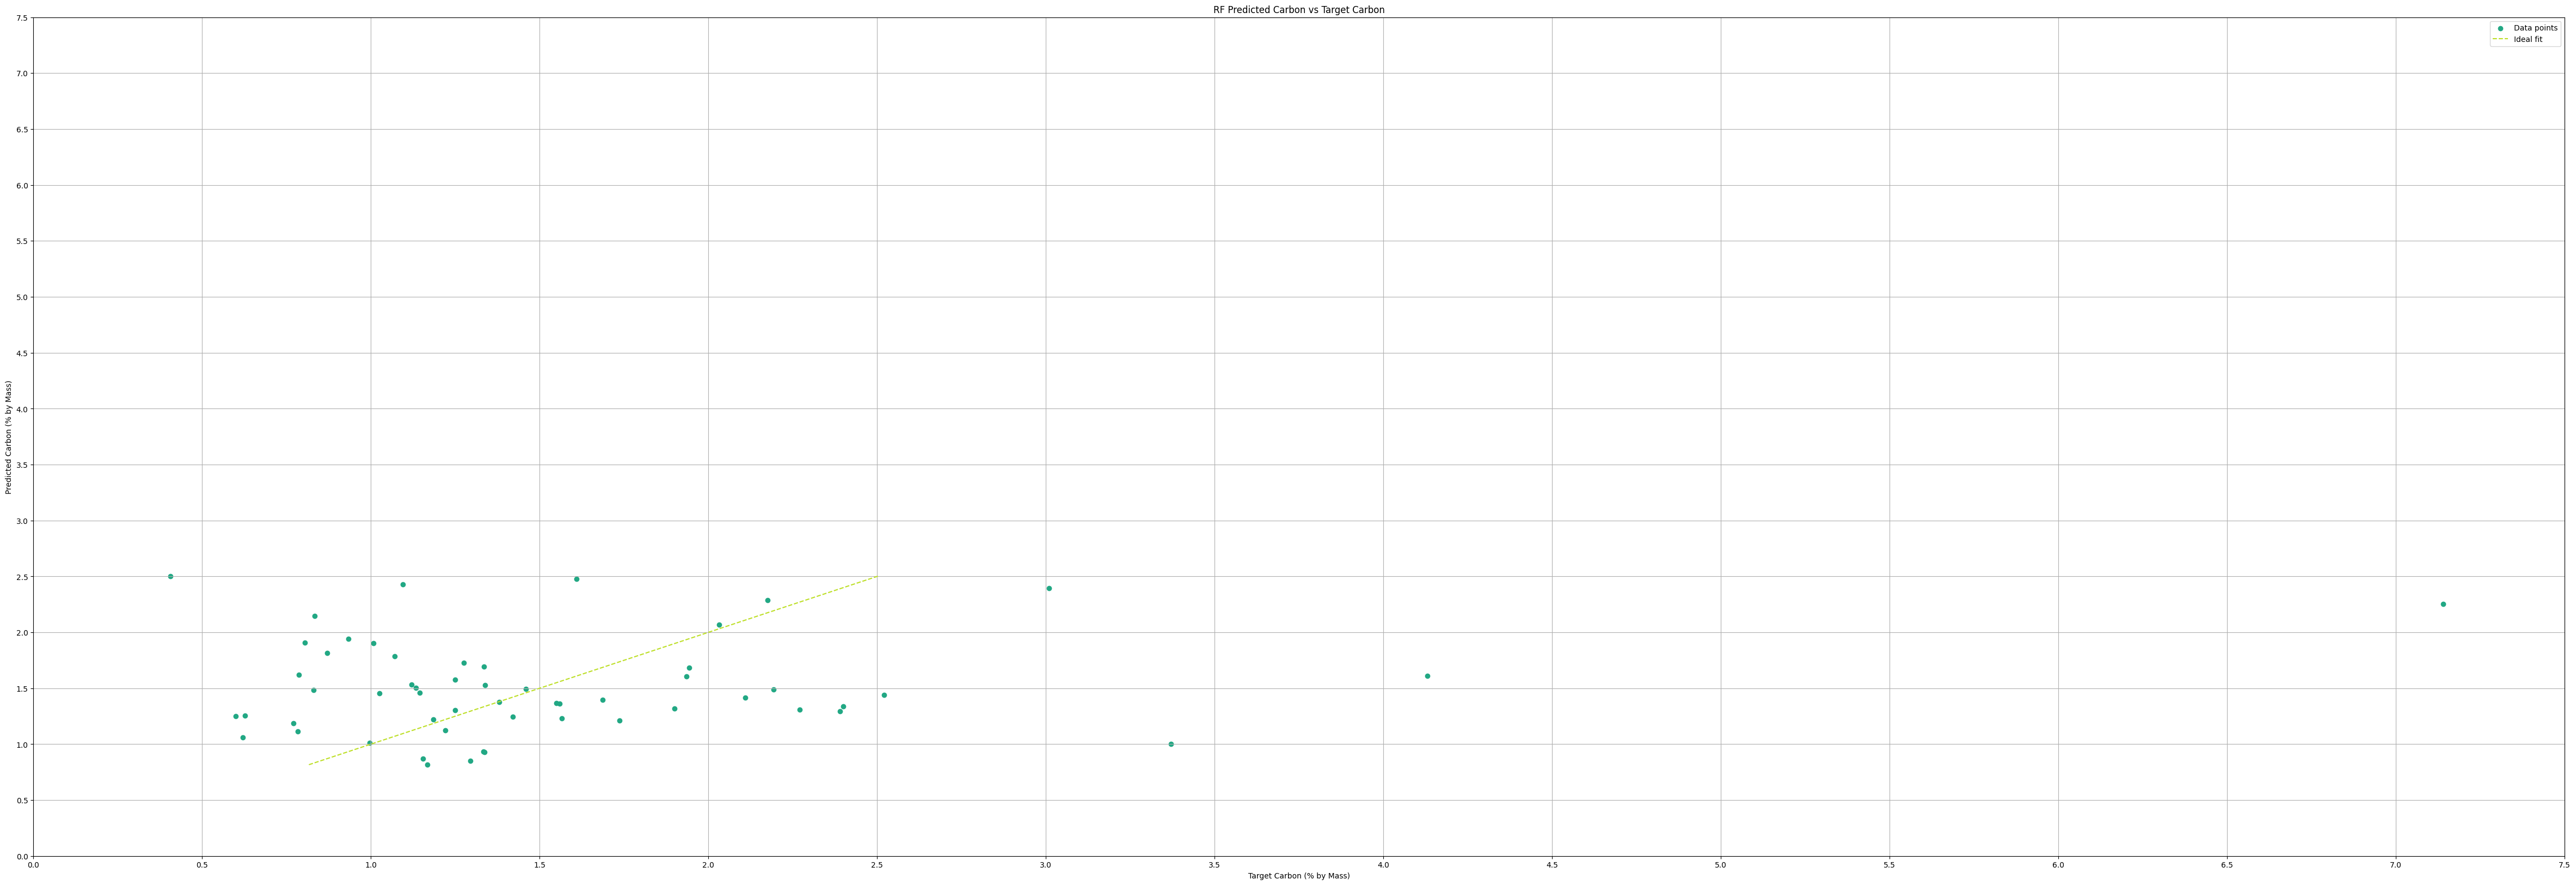 RF Predicted Carbon vs Target Carbon
Data points
Ideal fit
7.5
7.0
6.5
6.0
5.5
5.0
4.5
4.0
3.5
3.0
2.5
2.0
1.5
1.0
0.5
0.0
Predicted Carbon (% by Mass)
0.0 0.5 1.0 1.5 2.0 2.5 3.0 3.5 4.0 4.5 5.0 5.5 6.0 6.5 7.0 7.5
Target Carbon (% by Mass)